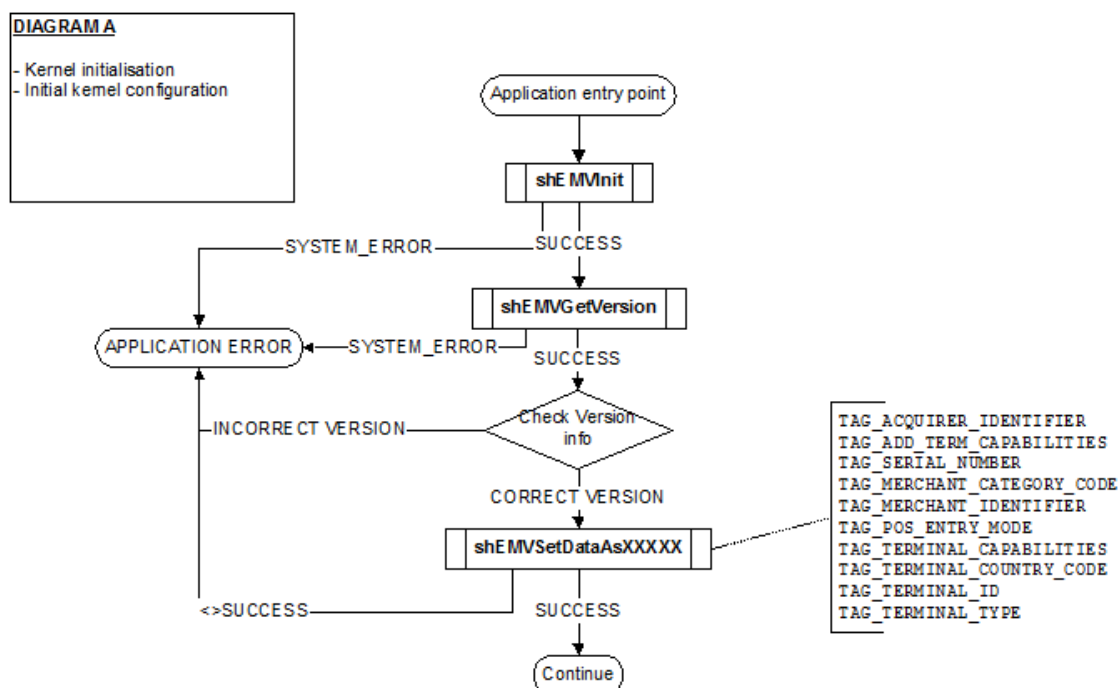 DIAGRAM A
- Kernel initialisation
- Initial kernel configuration
Application entry point
shEMVInit
SYSTEM_ERROR
SUCCESS
shEMVGetVersion
APPLICATION ERROR
SYSTEM_ERROR
SUCCESS
Check Version
info
INCORRECT VERSION
CORRECT VERSION
shEMVSetDataAsXXXXX
TAG_ACQUIRER_IDENTIFIER
TAG_ADD_TERM_CAPABILITIES
TAG_SERIAL_NUMBER
TAG_MERCHANT_CATEGORY_CODE
TAG_MERCHANT_IDENTIFIER
TAG_POS_ENTRY_MODE
TAG_TERMINAL_CAPABILITIES
TAG_TERMINAL_COUNTRY_CODE
TAG_TERMINAL_ID
TAG_TERMINAL_TYPE
<>SUCCESS
SUCCESS
Continue